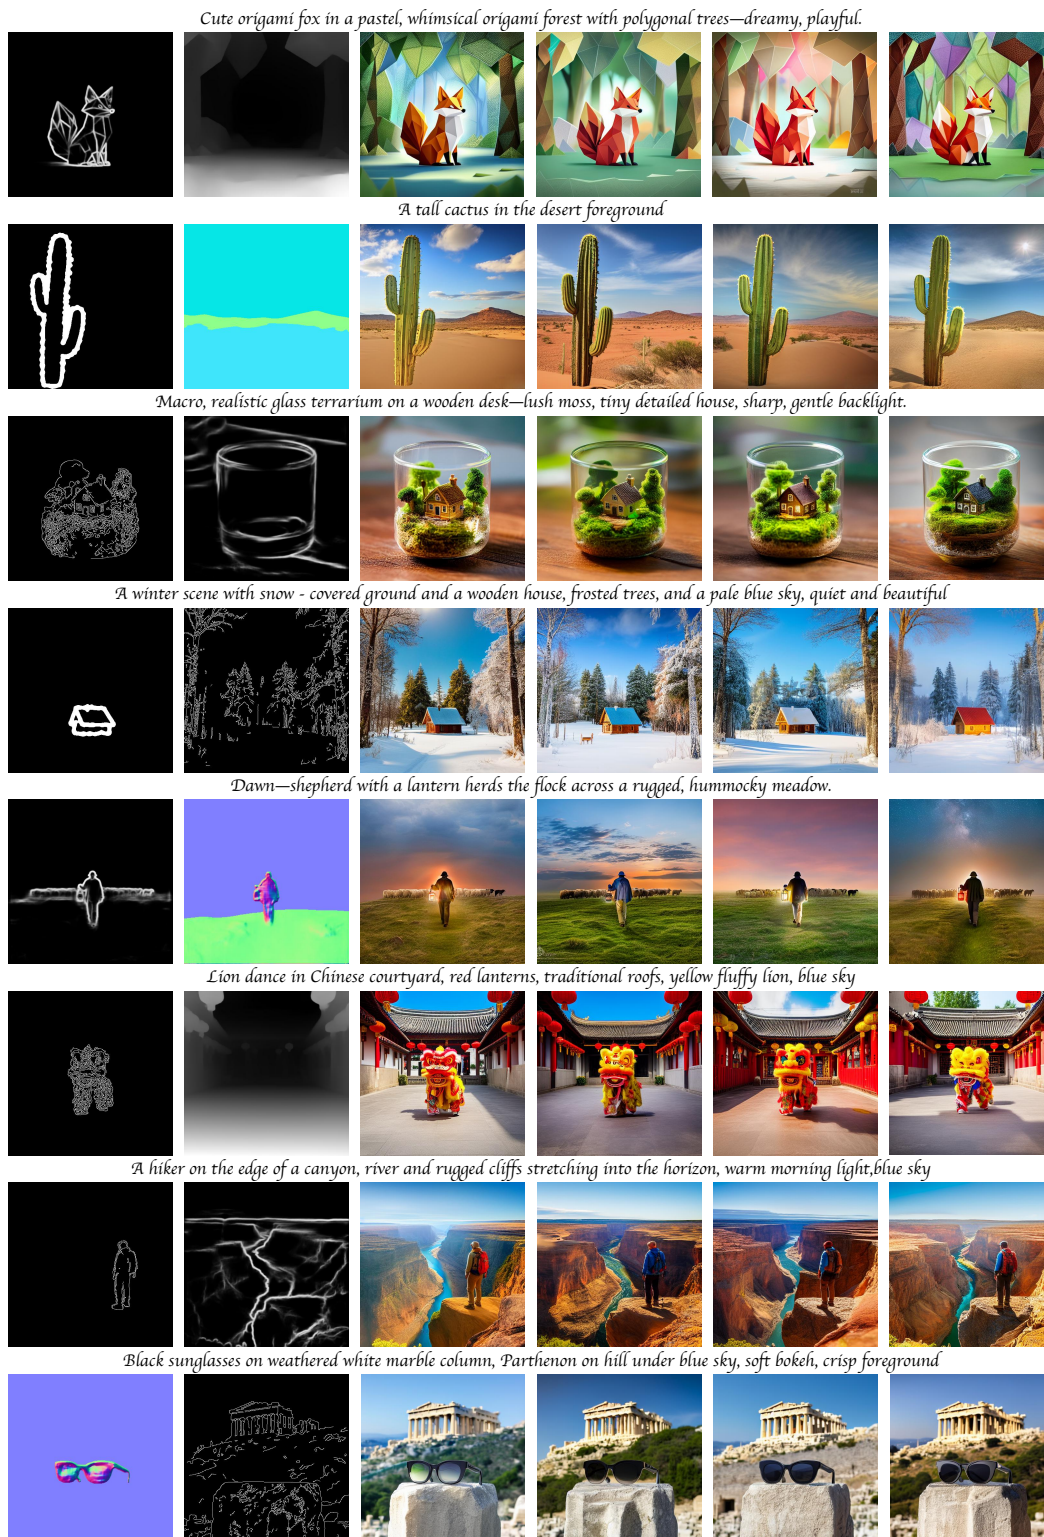 Cute origami fox in a pastel, whimsical origami forest with polygonal trees—dreamy, playful.
A tall cactus in the desert foreground
Macro, realistic glass terrarium on a wooden desk—lush moss, tiny detailed house, sharp, gentle backlight.
A winter scene with snow - covered ground and a wooden house, frosted trees, and a pale blue sky, quiet and beautiful
Dawn—shepherd with a lantern herds the flock across a rugged, hummocky meadow.
Lion dance in Chinese courtyard, red lanterns, traditional roofs, yellow fluffy lion, blue sky
A hiker on the edge of a canyon, river and rugged cliffs stretching into the horizon, warm morning light,blue sky
Black sunglasses on weathered white marble column, Parthenon on hill under blue sky, soft bokeh, crisp foreground